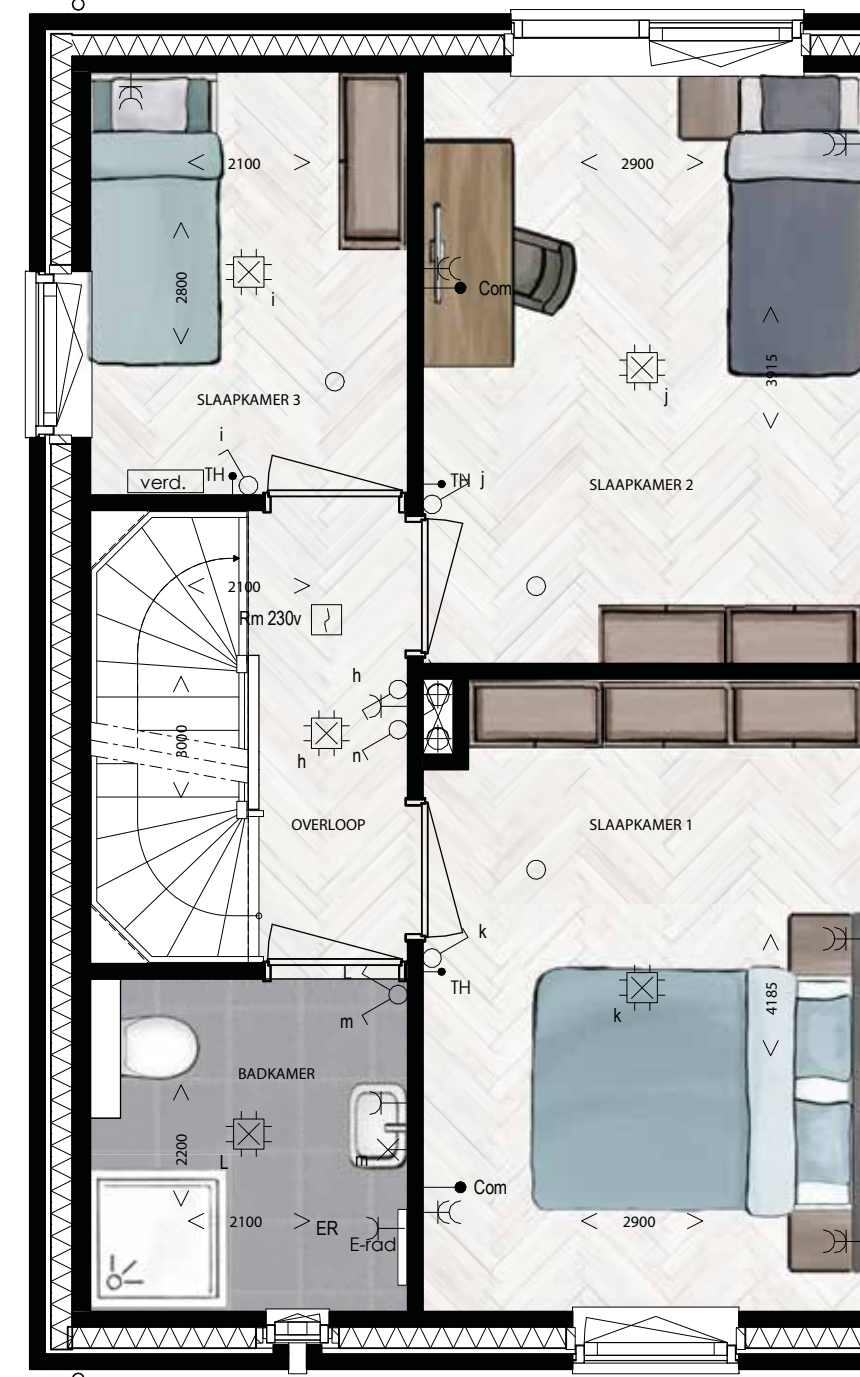 2100
2900
2800
i
Com
3915
j
SLAAPKAMER 3
i
verd.
TH
TH
j
SLAAPKAMER 2
2100
Rm 230v
h
3000
h
n
OVERLOOP
SLAAPKAMER 1
k
TH
4185
m
k
BADKAMER
2200
L
m
Com
2100
ER
E-rad
2900